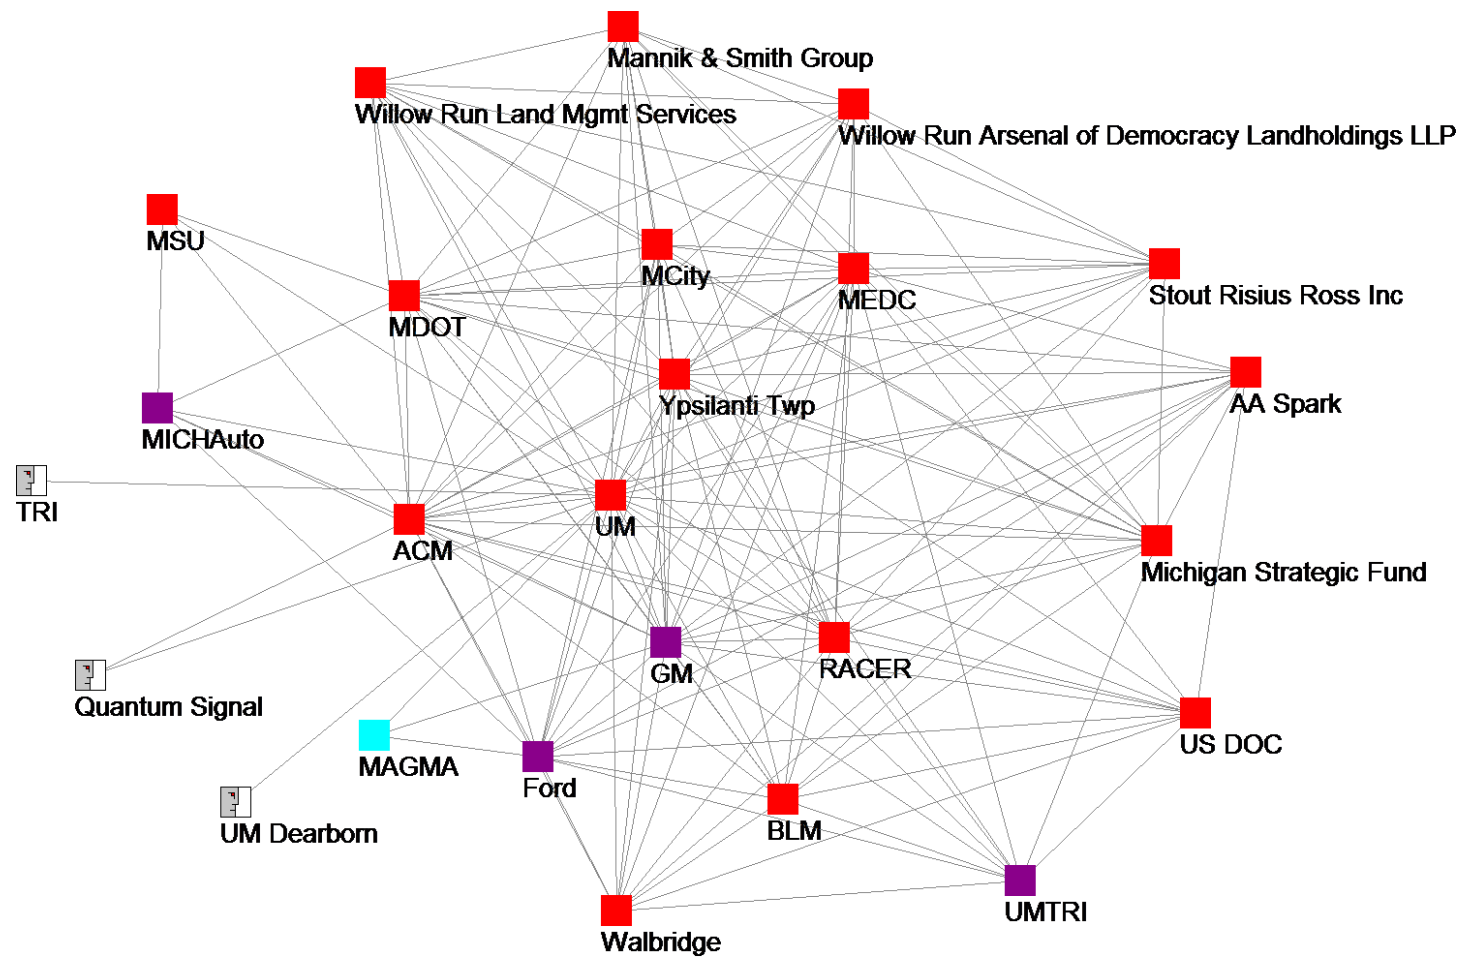 Mannik & Smith Group
Willow Run Land Mgmt Services
Willow Run Arsenal of Democracy Landholdings LLP
MSU
MCity
MEDC
Stout Risius Ross Inc
MDOT
Ypsilanti Twp
AA Spark
MICHAuto
TRI
UM
ACM
Michigan Strategic Fund
GM
RACER
Quantum Signal
US DOC
MAGMA
Ford
UM Dearborn
BLM
UMTRI
Walbridge